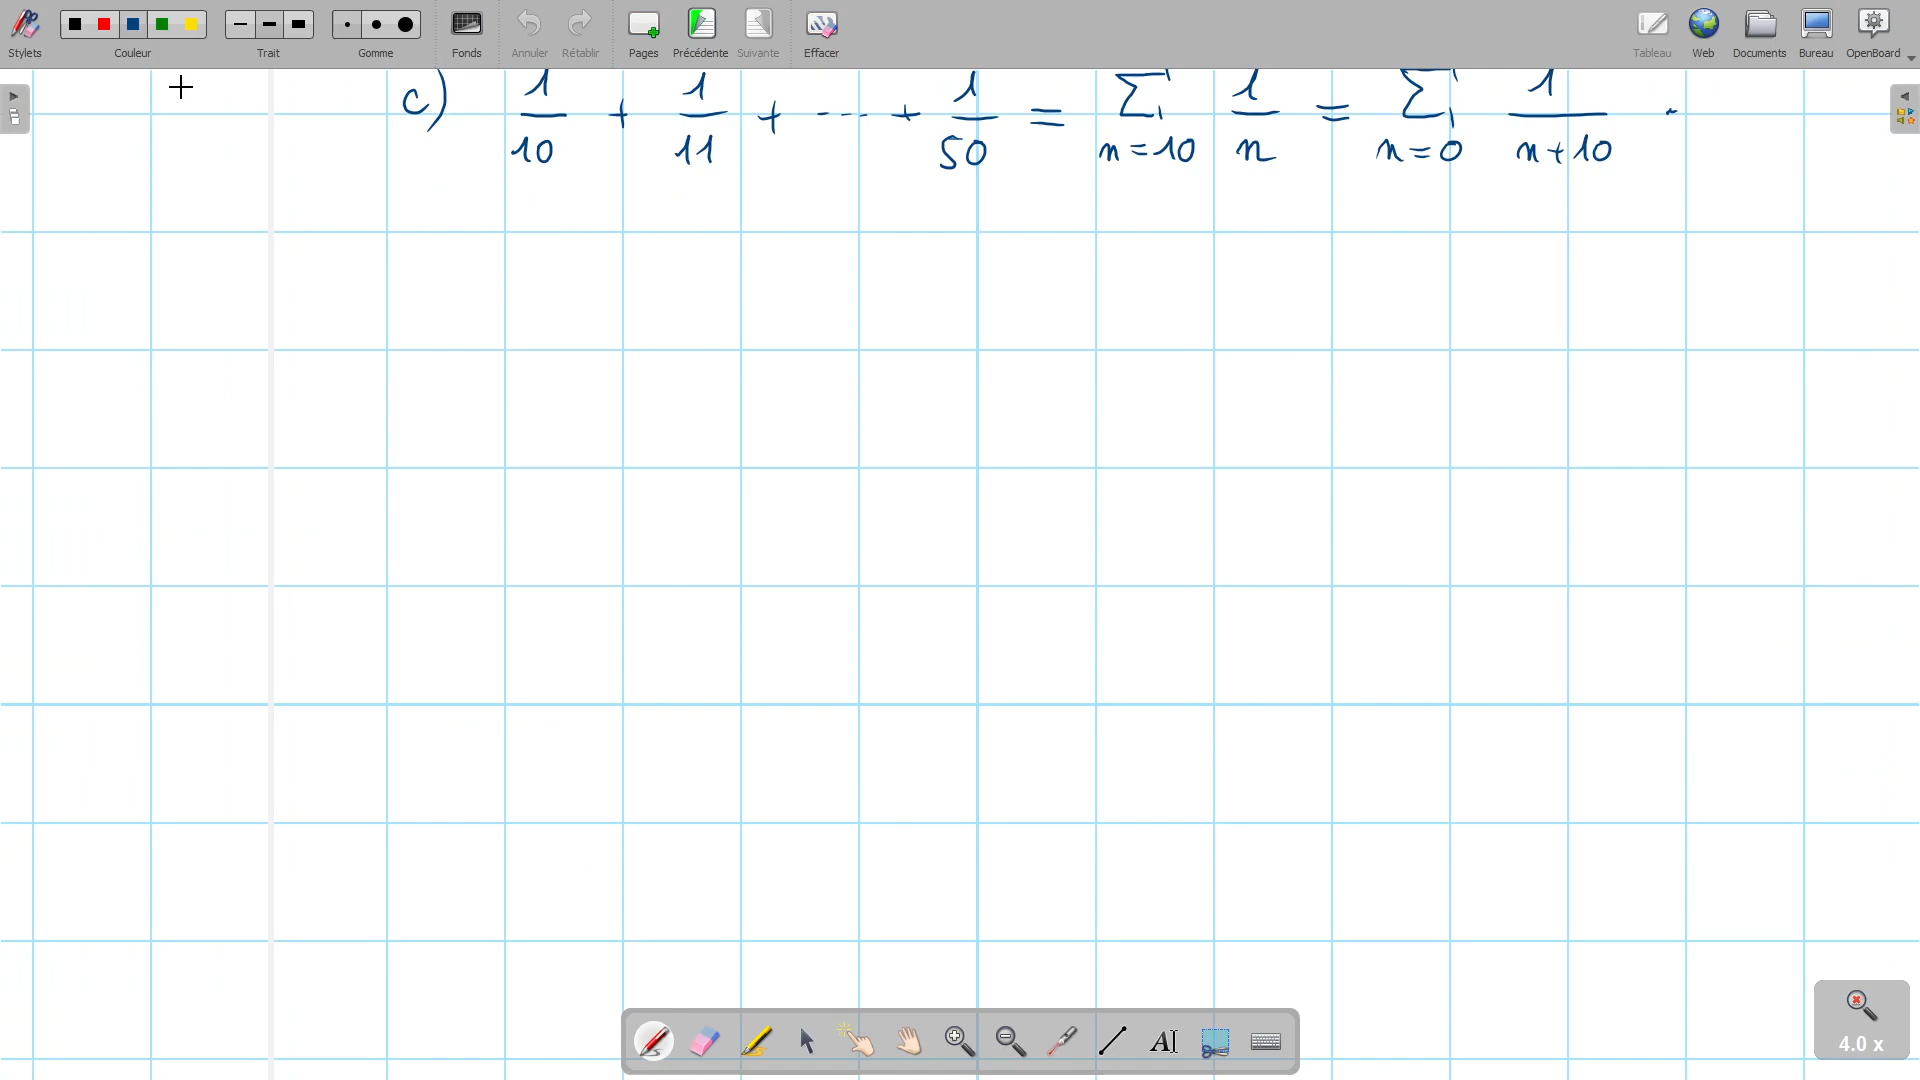 Stylets Couleur Trait Gomme Fonds Annuler Rétablir Pages Précédente Suivante Effacer Tableau Web Documents Bureau OpenBoard
c) 1/10 + 1/11 + ---- + 1/50 = ∑ n=10 1/n = ∑ n=0 1/(n+10) .
4.0 x